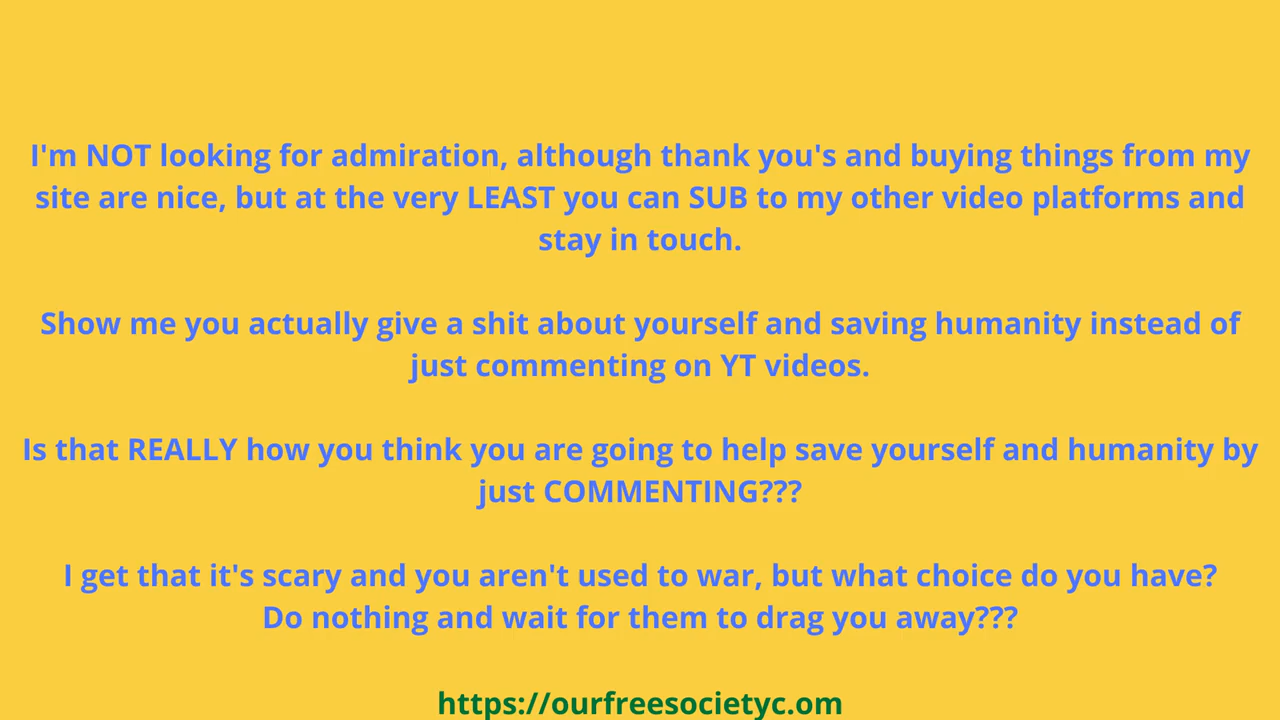 I'm NOT looking for admiration, although thank you's and buying things from my
site are nice, but at the very LEAST you can SUB to my other video platforms and
stay in touch.
Show me you actually give a shit about yourself and saving humanity instead of
just commenting on YT videos.
Is that REALLY how you think you are going to help save yourself and humanity by
just COMMENTING???
I get that it's scary and you aren't used to war, but what choice do you have?
Do nothing and wait for them to drag you away???
https://ourfreesocietyc.om